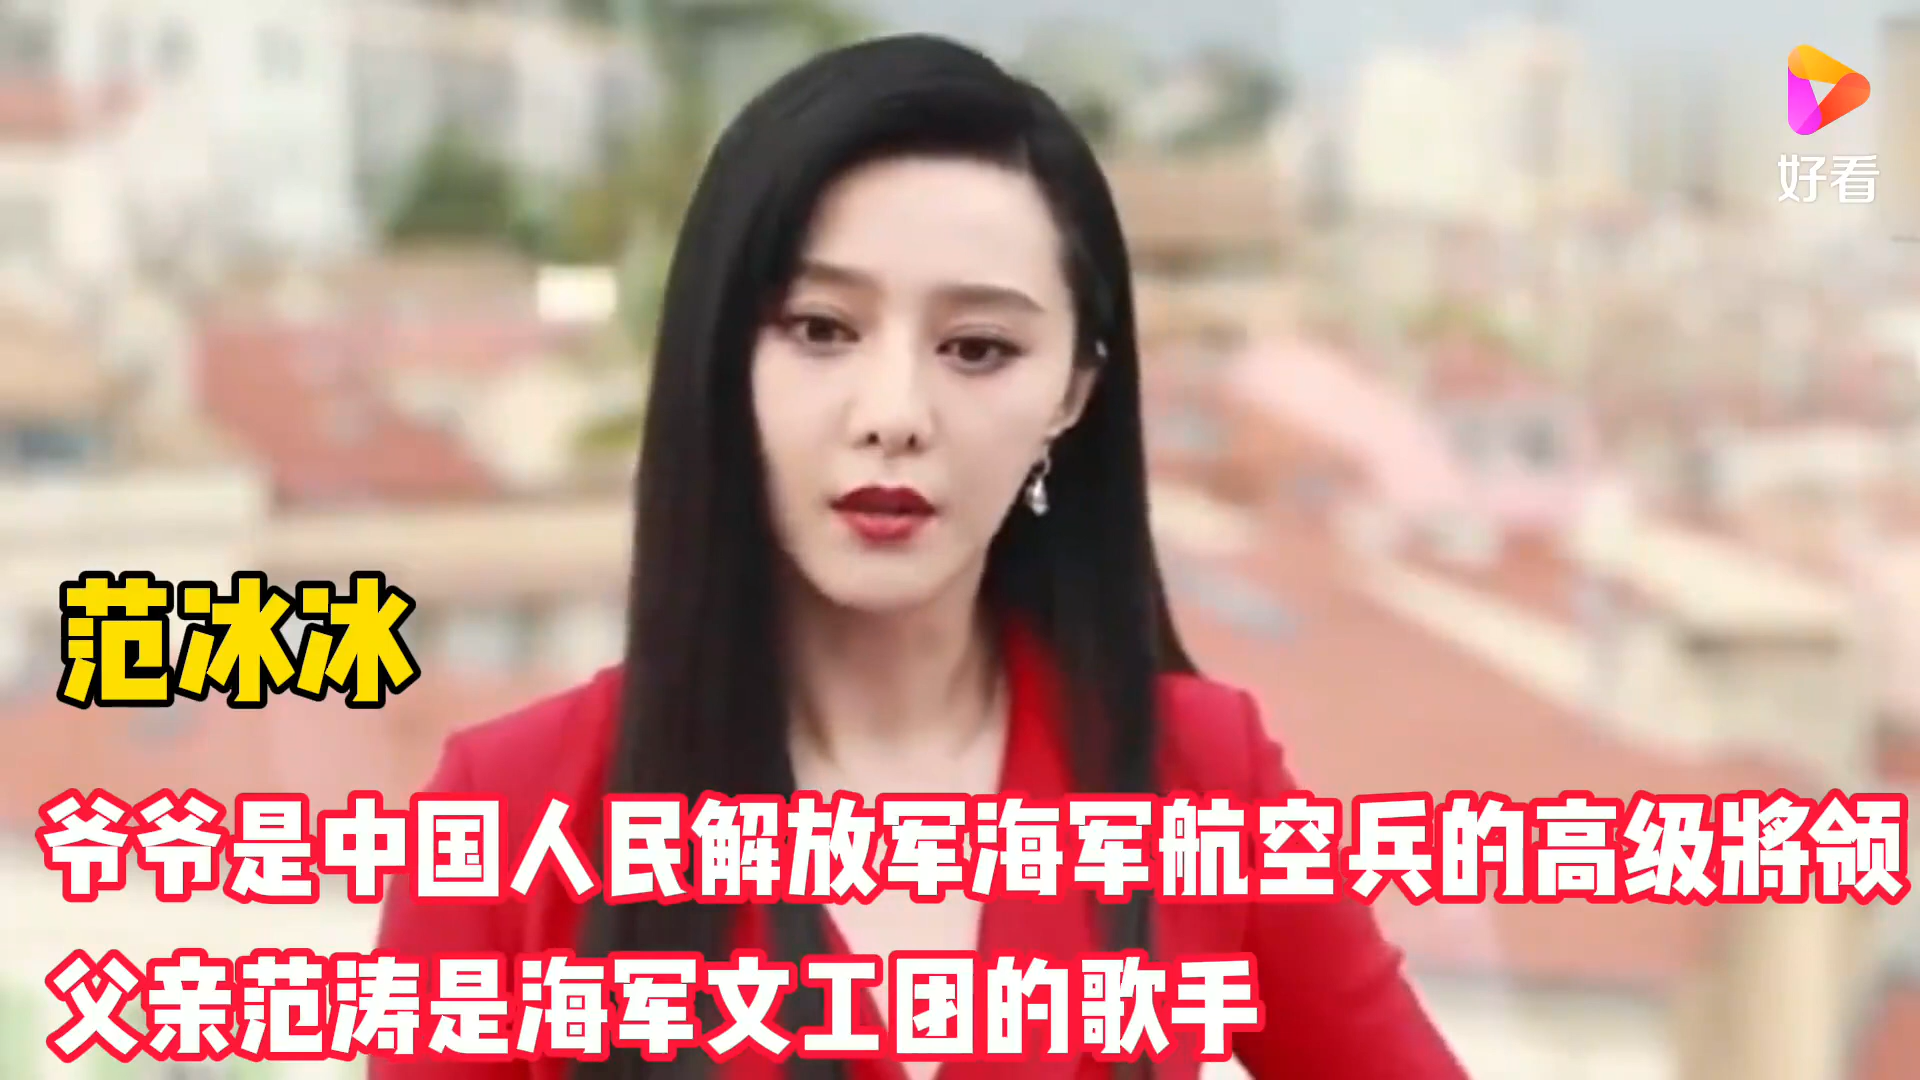 好看
范冰冰
爷爷是中国人民解放军海军航空兵的高级將领
父亲范涛是海军文工团的歌手